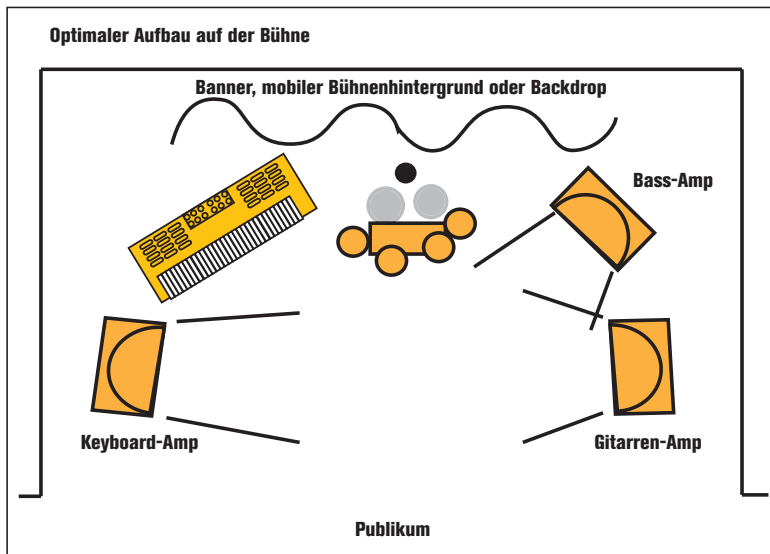 Optimaler Aufbau auf der Bühne
Banner, mobiler Bühnenhintergrund oder Backdrop
Bass-Amp
Keyboard-Amp
Gitarren-Amp
Publikum